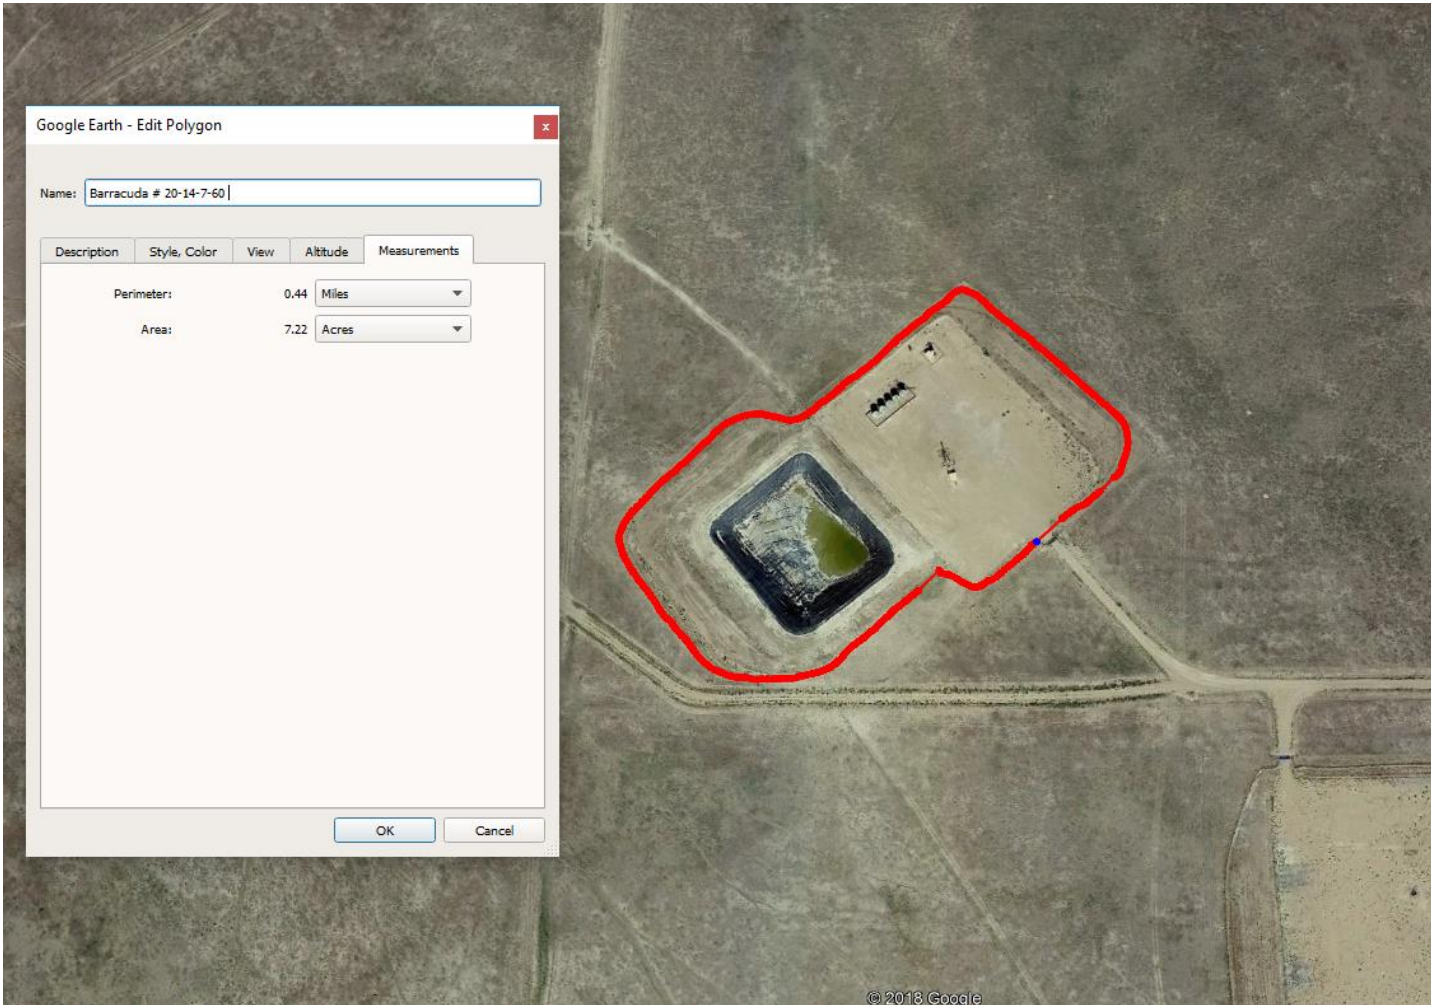 Google Earth - Edit Polygon
x
Name: Barracuda # 20-14-7-60
Description Style, Color View Altitude Measurements
Perimeter: 0.44 Miles
Area: 7.22 Acres
OK Cancel
© 2018 Google